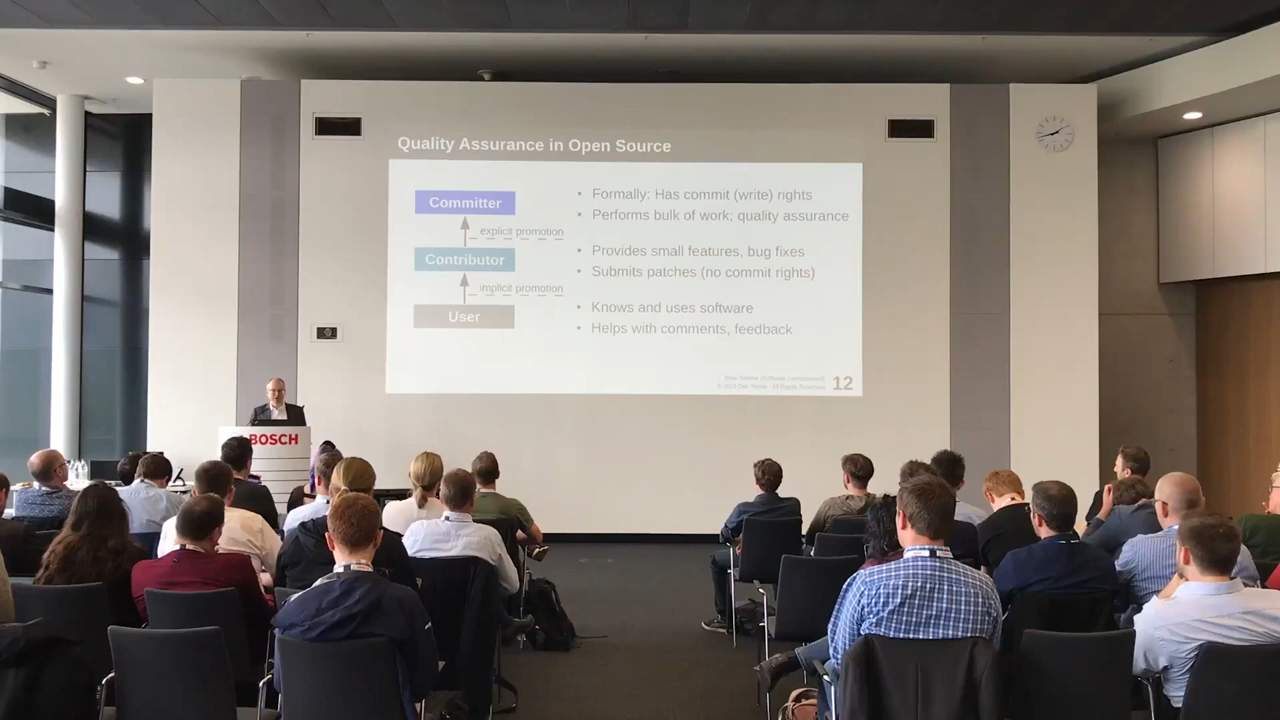 Quality Assurance in Open Source
Committer
explicit promotion
Contributor
implicit promotion
User
• Formally: Has commit (write) rights
• Performs bulk of work; quality assurance
• Provides small features, bug fixes
• Submits patches (no commit rights)
• Knows and uses software
• Helps with comments, feedback
12
BOSCH